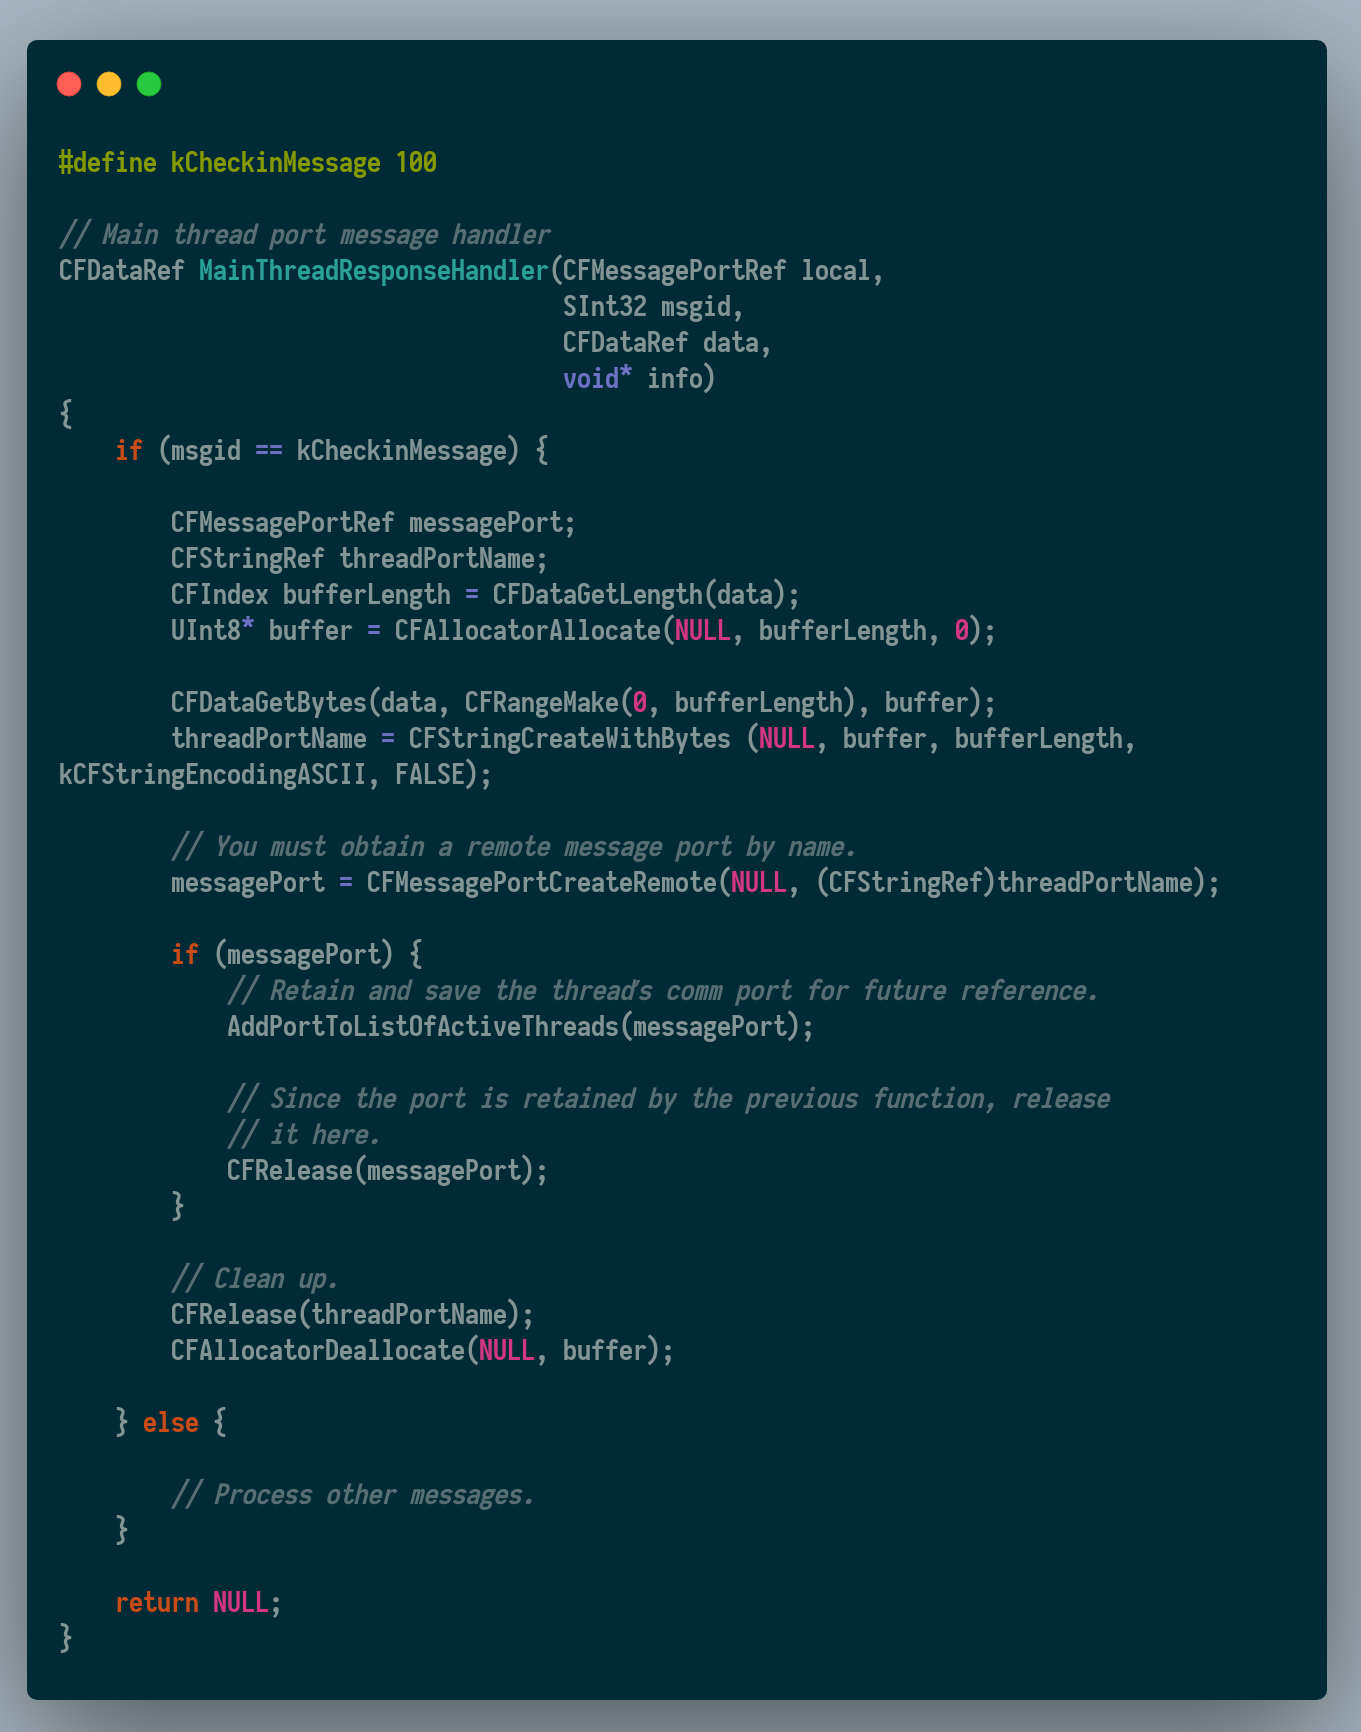 #define kCheckinMessage 100

// Main thread port message handler
CFDataRef MainThreadResponseHandler(CFMessagePortRef local,
                                    SInt32 msgid,
                                    CFDataRef data,
                                    void* info)
{
    if (msgid == kCheckinMessage) {

        CFMessagePortRef messagePort;
        CFStringRef threadPortName;
        CFIndex bufferLength = CFDataGetLength(data);
        UInt8* buffer = CFAllocatorAllocate(NULL, bufferLength, 0);

        CFDataGetBytes(data, CFRangeMake(0, bufferLength), buffer);
        threadPortName = CFStringCreateWithBytes (NULL, buffer, bufferLength,
kCFStringEncodingASCII, FALSE);

        // You must obtain a remote message port by name.
        messagePort = CFMessagePortCreateRemote(NULL, (CFStringRef)threadPortName);

        if (messagePort) {
            // Retain and save the thread's comm port for future reference.
            AddPortToListOfActiveThreads(messagePort);

            // Since the port is retained by the previous function, release
            // it here.
            CFRelease(messagePort);
        }

        // Clean up.
        CFRelease(threadPortName);
        CFAllocatorDeallocate(NULL, buffer);

    } else {

        // Process other messages.
    }

    return NULL;
}